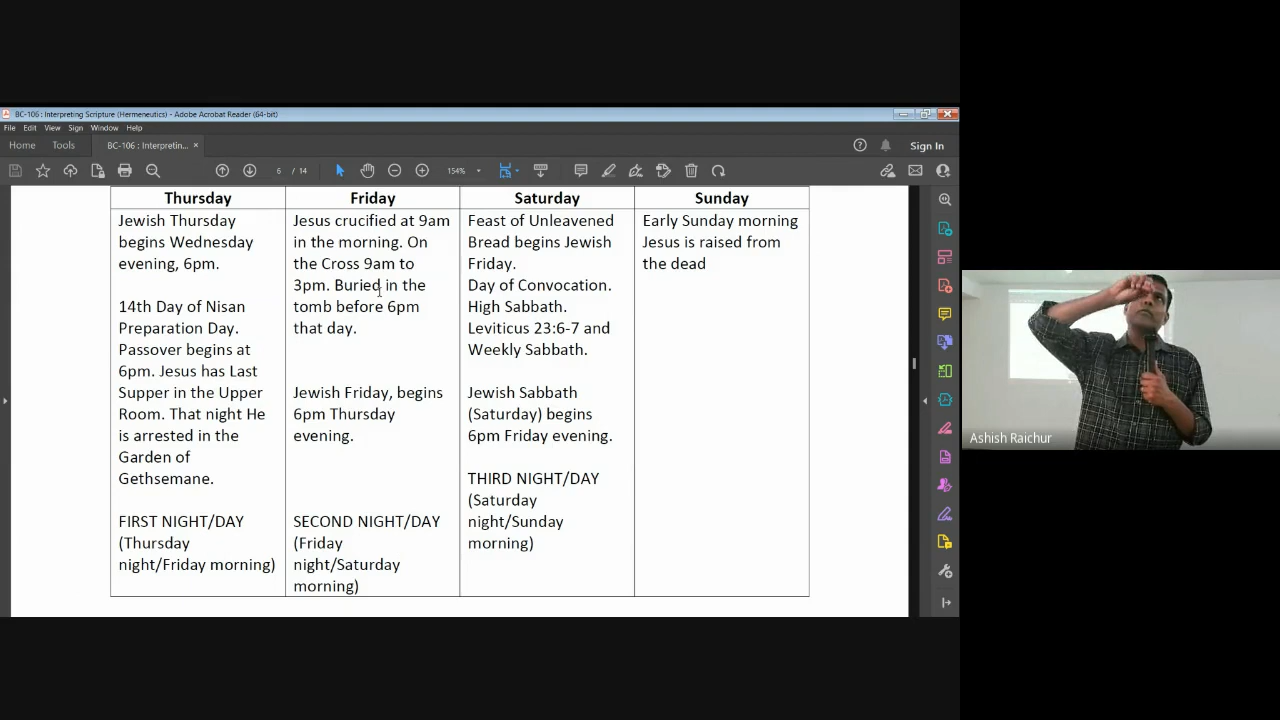 BC-106 : Interpreting Scripture (Hermeneutics) - Adobe Acrobat Reader (64-bit)
File Edit View Sign Window Help
Home Tools BC-106 : Interpretin... × Sign In
6 / 14 154%
Thursday
Jewish Thursday
begins Wednesday
evening, 6pm.
14th Day of Nisan
Preparation Day.
Passover begins at
6pm. Jesus has Last
Supper in the Upper
Room. That night He
is arrested in the
Garden of
Gethsemane.
FIRST NIGHT/DAY
(Thursday
night/Friday morning)
Friday
Jesus crucified at 9am
in the morning. On
the Cross 9am to
3pm. Buried in the
tomb before 6pm
that day.
Jewish Friday, begins
6pm Thursday
evening.
SECOND NIGHT/DAY
(Friday
night/Saturday
morning)
Saturday
Feast of Unleavened
Bread begins Jewish
Friday.
Day of Convocation.
High Sabbath.
Leviticus 23:6-7 and
Weekly Sabbath.
Jewish Sabbath
(Saturday) begins
6pm Friday evening.
THIRD NIGHT/DAY
(Saturday
night/Sunday
morning)
Sunday
Early Sunday morning
Jesus is raised from
the dead
Ashish Raichur